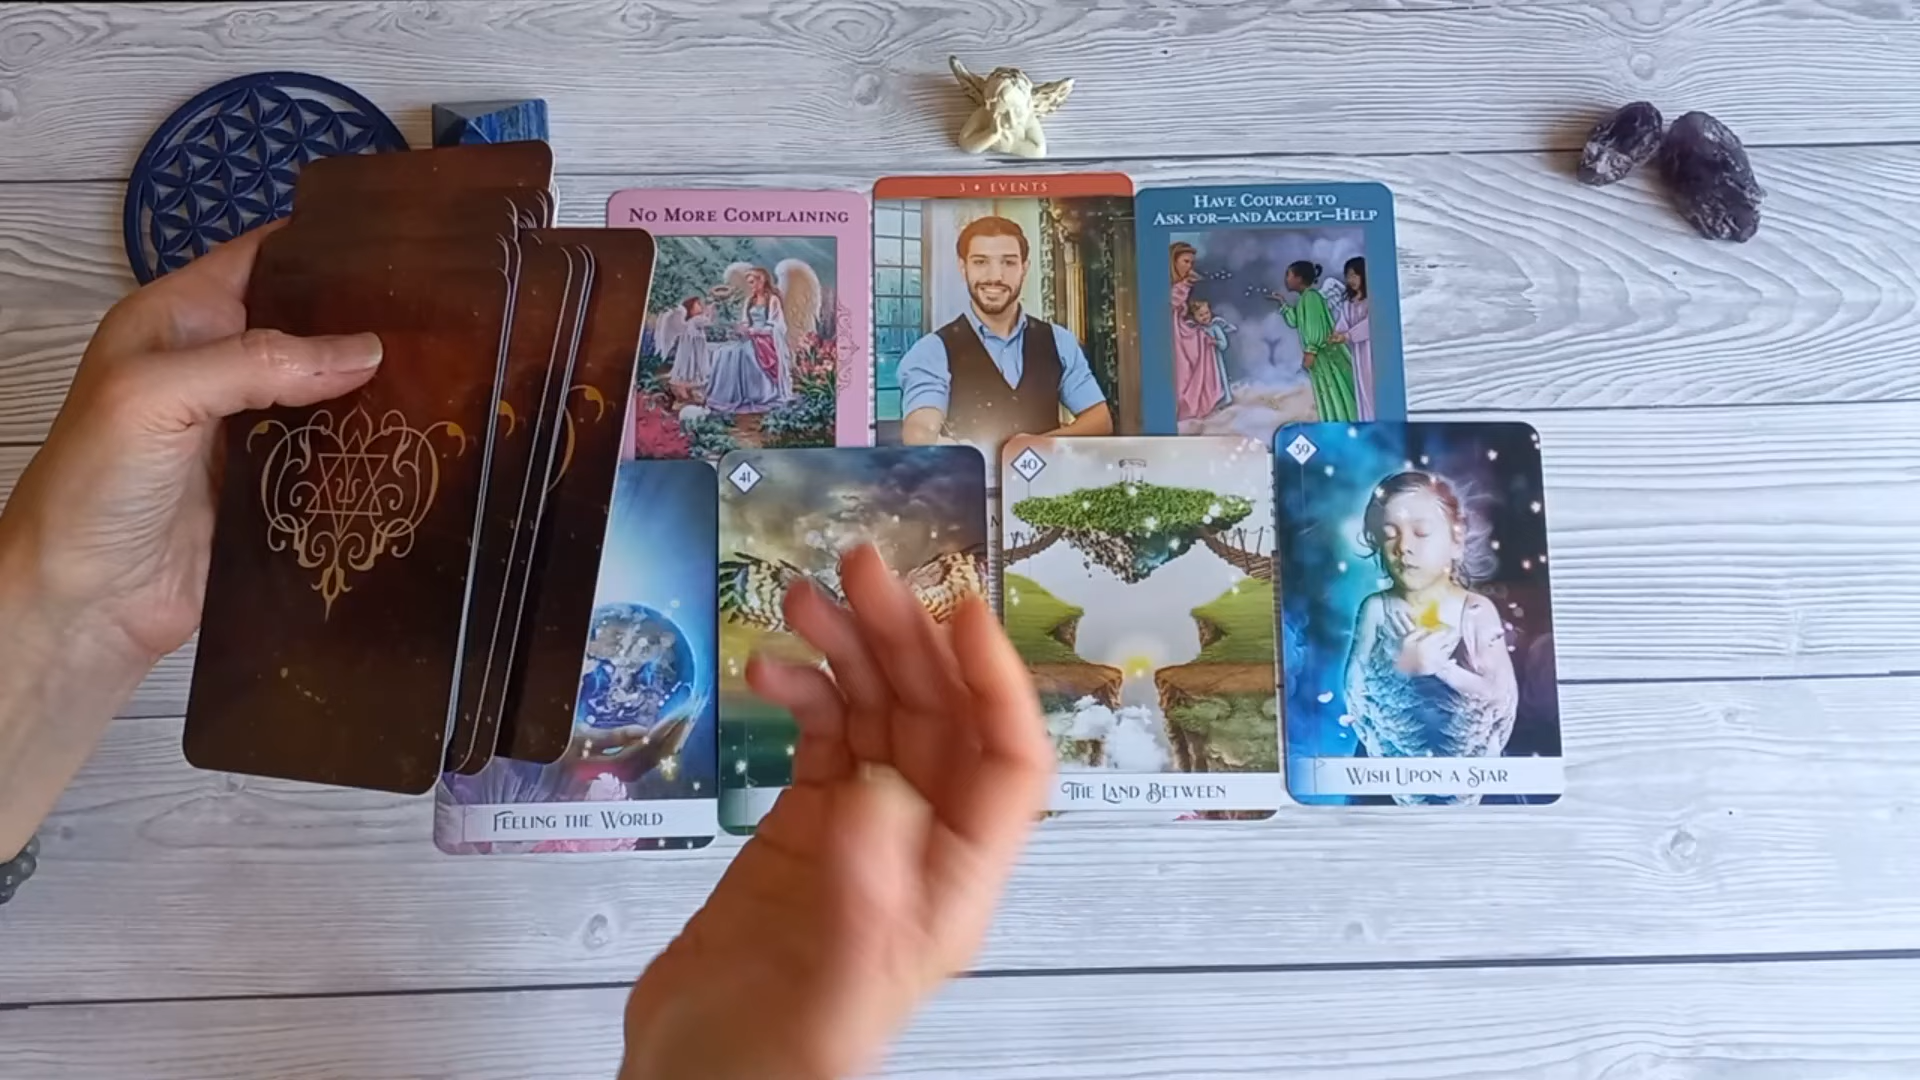 No More Complaining
3 • EVENTS
Have Courage to
Ask for—and Accept—Help
41
40
39
The Land Between
Wish Upon a Star
Feeling the World